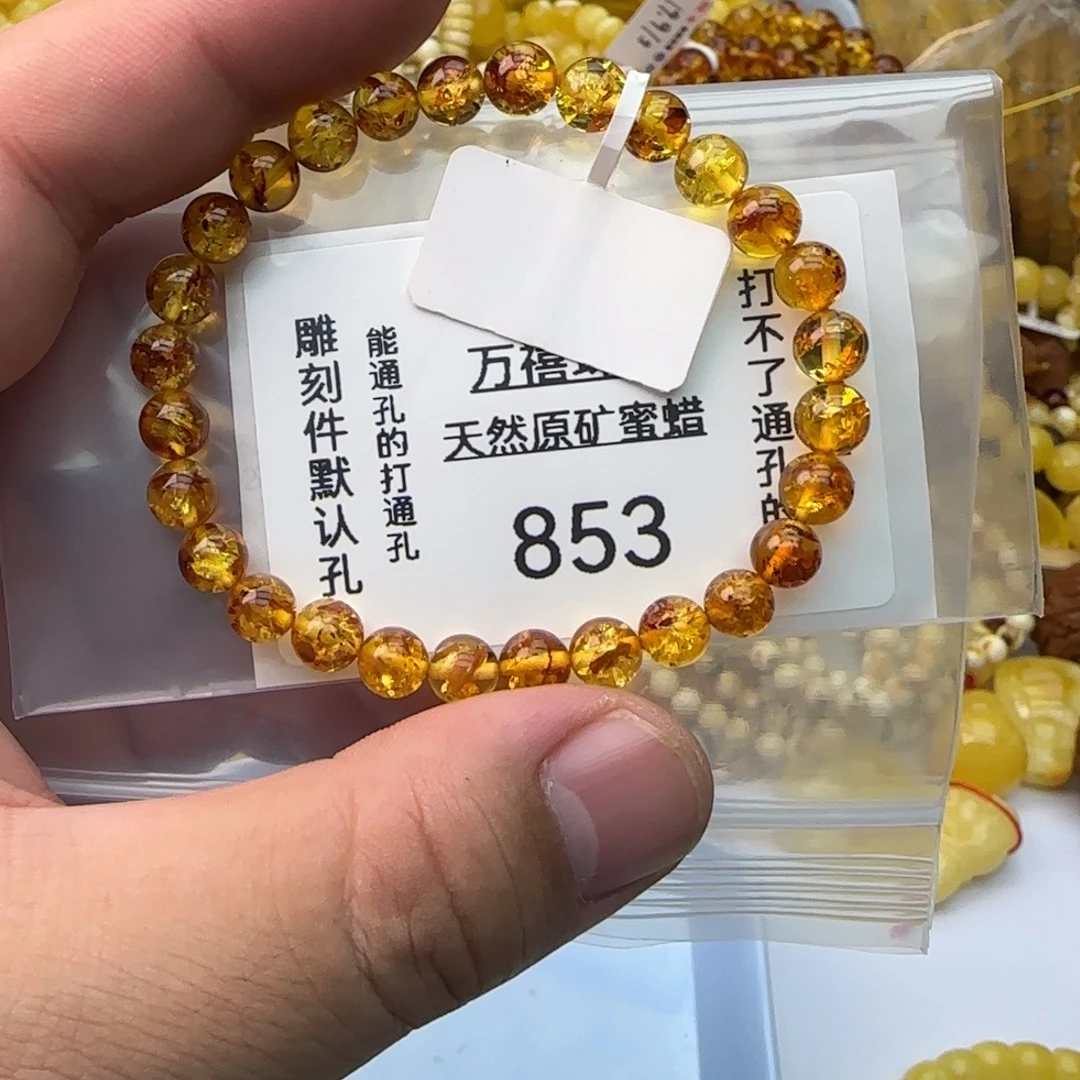 雕刻件默认孔
能通孔的打通孔
万禧
天然原矿蜜蜡
853
打不了通孔的